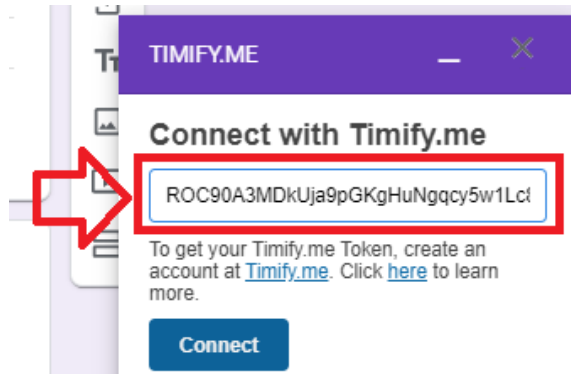 TIMIFY.ME
Connect with Timify.me
To get your Timify.me Token, create an
account at Timify.me. Click here to learn
more.
Connect